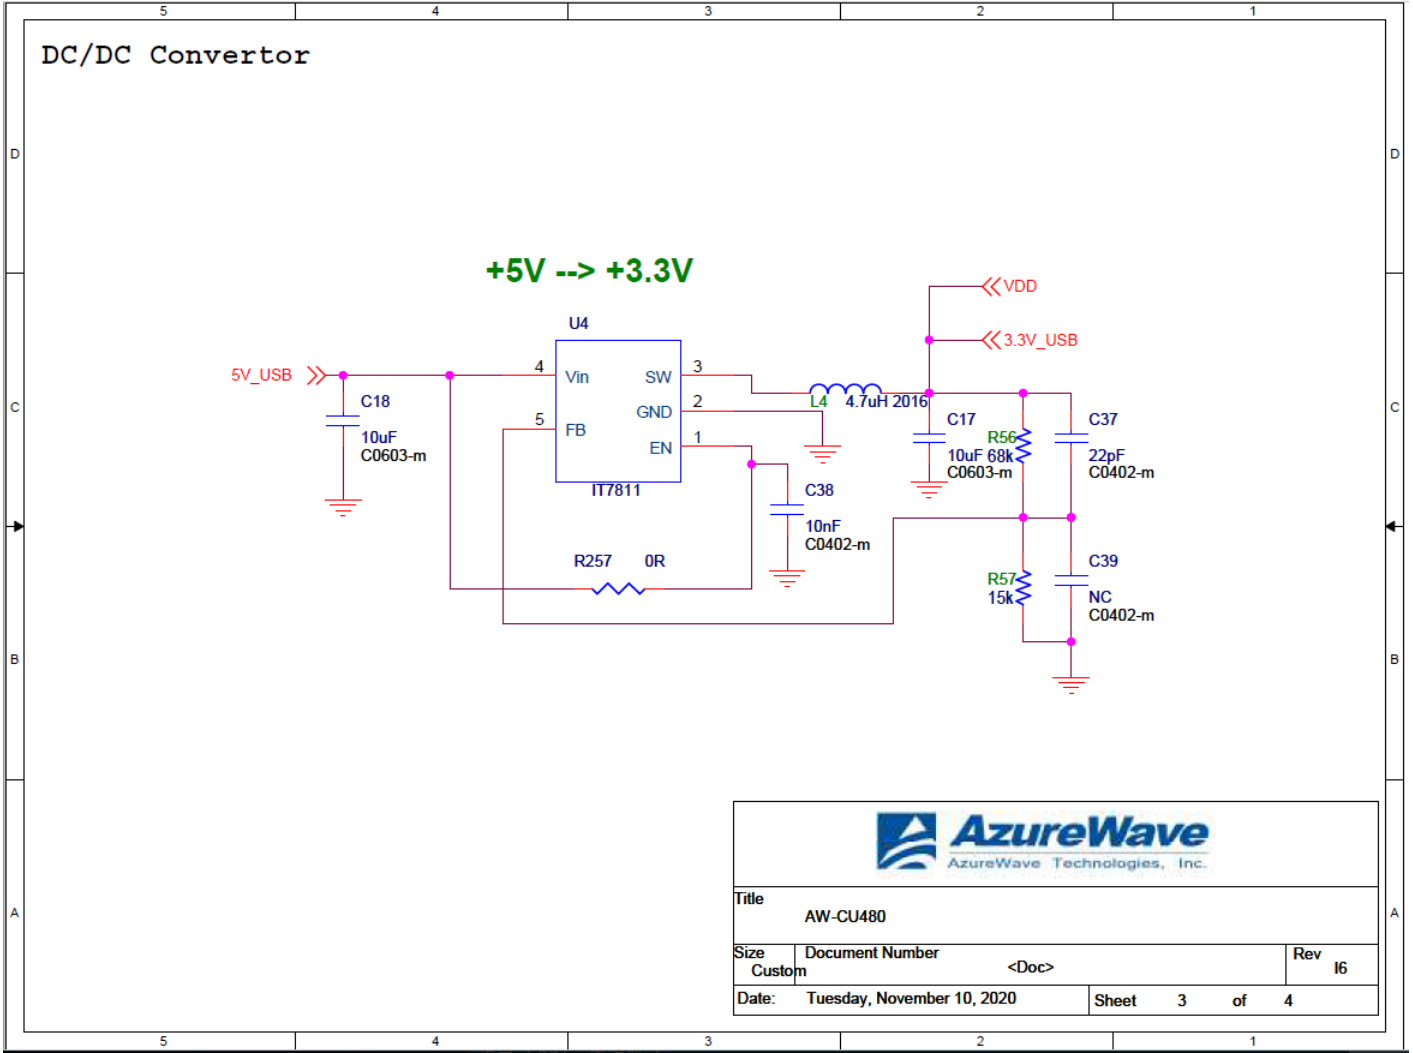 5 4 3 2 1
DC/DC Convertor
D D
+5V --> +3.3V
VDD
U4
3.3V_USB
5V_USB
4 Vin SW 3
GND 2
5 FB
EN 1
IT7811
C18
10uF
C0603-m
L4 4.7uH 2016
C17
10uF
C0603-m
R56
68k
C37
22pF
C0402-m
C C
C38
10nF
C0402-m
R257 0R
R57
15k
C39
NC
C0402-m
B B
AzureWave
AzureWave Technologies, Inc.
Title
AW-CU480
Size Document Number Rev
Custom <Doc> I6
Date: Tuesday, November 10, 2020 Sheet 3 of 4
A A
5 4 3 2 1